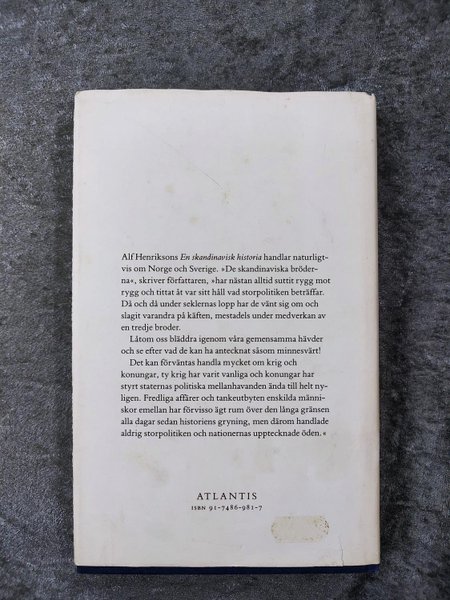 Alf Henriksons En skandinavisk historia handlar naturligt-
vis om Norge och Sverige. »De skandinaviska bröder-
na«, skriver författaren, »har nästan alltid suttit rygg mot
rygg och tittat åt var sitt håll vad storpolitiken beträffar.
Då och då under seklernas lopp har de vänt sig om och
slagit varandra på käften, mestadels under medverkan av
en tredje broder.
Låtom oss bläddra igenom våra gemensamma hävder
och se efter vad de kan ha antecknat såsom minnesvärt!
Det kan förväntas handla mycket om krig och
konungar, ty krig har varit vanliga och konungar har
styrt staternas politiska mellanhavanden ända till helt ny-
ligen. Fredliga affärer och tankeutbyten enskilda männi-
skor emellan har förvisso ägt rum över den långa gränsen
alla dagar sedan historiens gryning, men därom handlade
aldrig storpolitiken och nationernas upptecknade öden.«
ATLANTIS
ISBN 91-7486-981-7